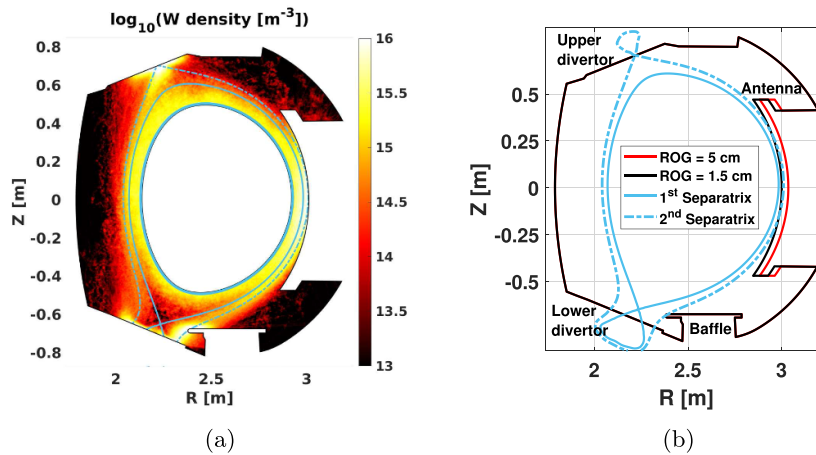 log10(W density [m-3])
0.8
0.6
0.4
0.2
0
-0.2
-0.4
-0.6
-0.8
2
2.5
3
R [m]
Z [m]
16
15.5
15
14.5
14
13.5
13
(a)
Upper
divertor
Antenna
ROG = 5 cm
ROG = 1.5 cm
1st Separatrix
2nd Separatrix
Lower
divertor
Baffle
0.5
0.25
0
-0.25
-0.5
2
2.5
3
R [m]
Z [m]
(b)